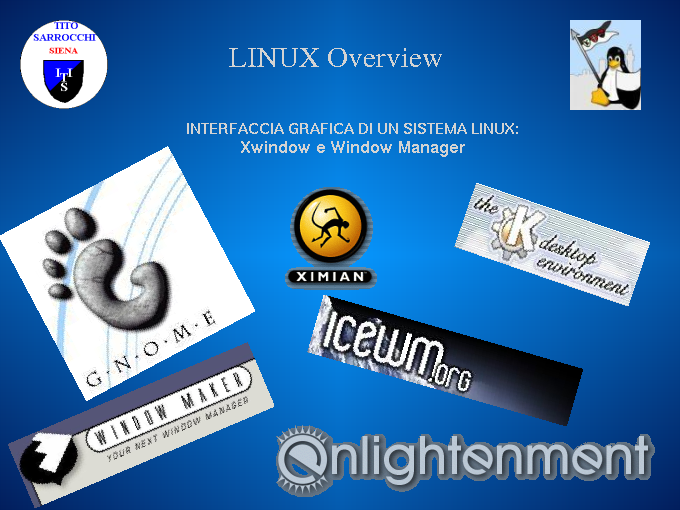 TITO
SARROCCHI
SIENA
I T I
S
LINUX Overview
INTERFACCIA GRAFICA DI UN SISTEMA LINUX:
Xwindow e Window Manager
the K desktop
environment
XIMIAN
G·N·O·M·E
ICEWM.ORG
WINDOW MAKER
YOUR NEXT WINDOW MANAGER
enlightenment